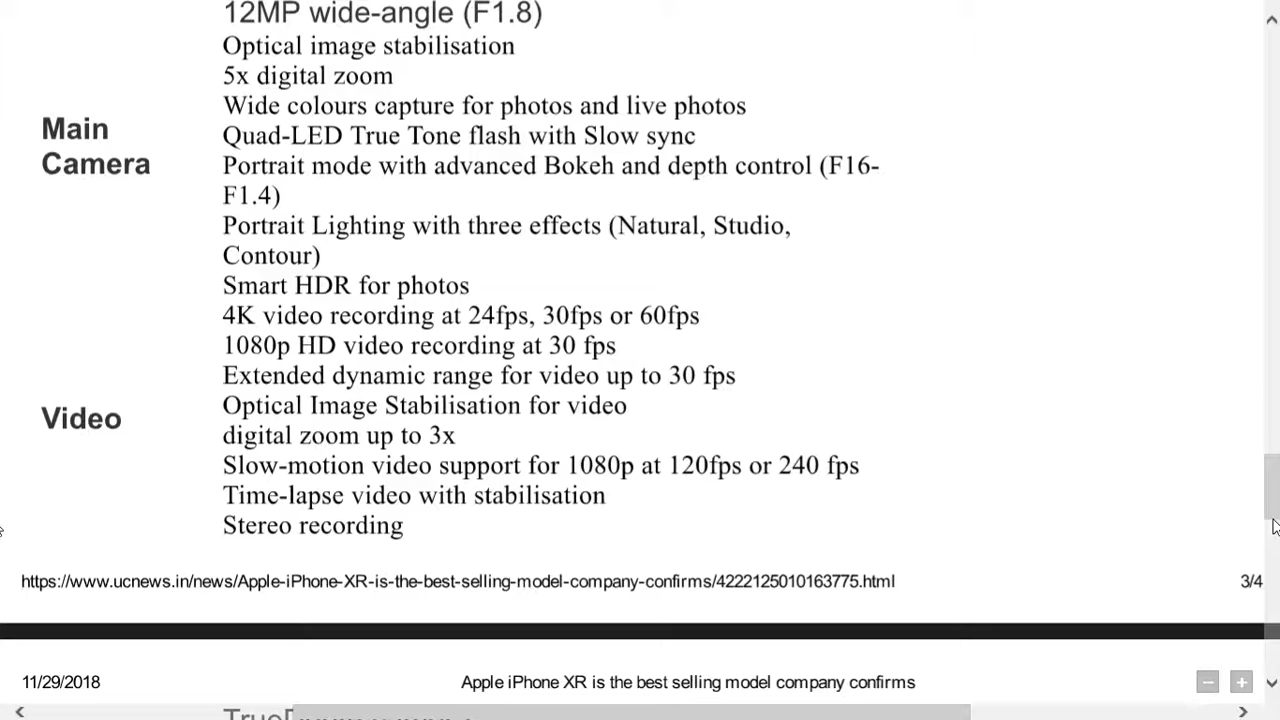 12MP wide-angle (F1.8)
Optical image stabilisation
5x digital zoom
Wide colours capture for photos and live photos
Main
Camera
Quad-LED True Tone flash with Slow sync
Portrait mode with advanced Bokeh and depth control (F16-
F1.4)
Portrait Lighting with three effects (Natural, Studio,
Contour)
Smart HDR for photos
4K video recording at 24fps, 30fps or 60fps
1080p HD video recording at 30 fps
Extended dynamic range for video up to 30 fps
Video
Optical Image Stabilisation for video
digital zoom up to 3x
Slow-motion video support for 1080p at 120fps or 240 fps
Time-lapse video with stabilisation
Stereo recording
https://www.ucnews.in/news/Apple-iPhone-XR-is-the-best-selling-model-company-confirms/4222125010163775.html 3/4
11/29/2018 Apple iPhone XR is the best selling model company confirms